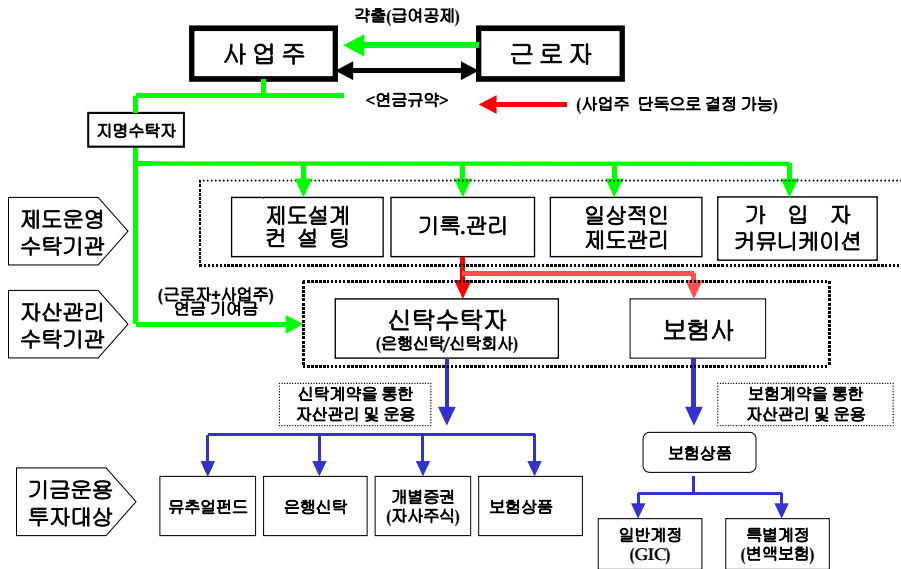 갹출(급여공제)
사 업 주
근 로 자
<연금규약>
(사업주 단독으로 결정 가능)
지명수탁자
제도운영
수탁기관
제도설계
컨 설 팅
기록.관리
일상적인
제도관리
가 입 자
커뮤니케이션
자산관리
수탁기관
(근로자+사업주)
연금 기여금
신탁수탁자
(은행신탁/신탁회사)
보험사
신탁계약을 통한
자산관리 및 운용
보험계약을 통한
자산관리 및 운용
보험상품
기금운용
투자대상
뮤추얼펀드
은행신탁
개별증권
(자사주식)
보험상품
일반계정
(GIC)
특별계정
(변액보험)